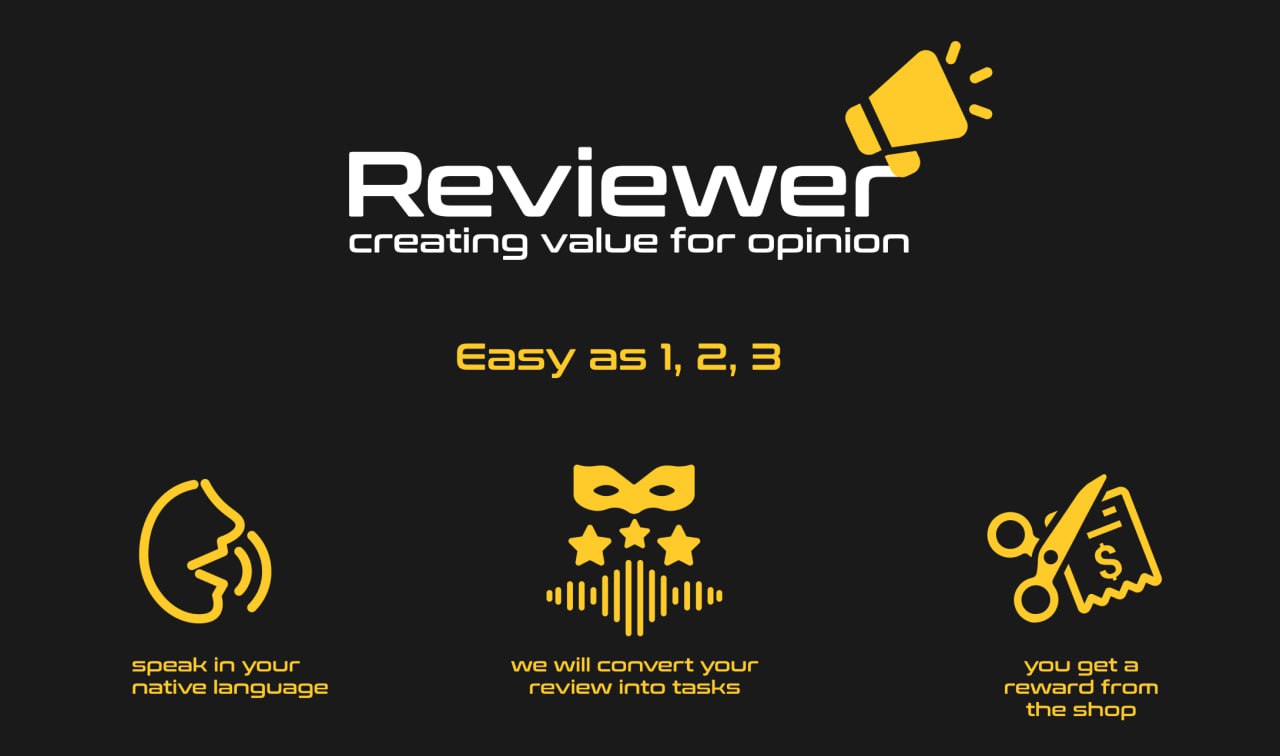 Reviewer
creating value for opinion
Easy as 1, 2, 3
speak in your
native language
we will convert your
review into tasks
$
you get a
reward from
the shop